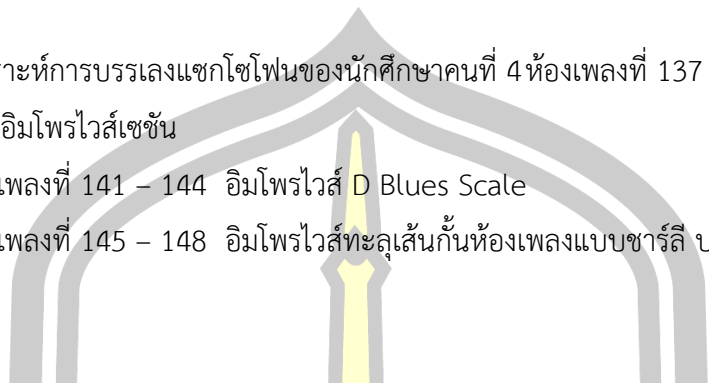 ราะห์การบรรเลงแซกโซโฟนของนักศึกษาคนที่ 4 ห้องเพลงที่ 137
อิมโพรไวส์เซชัน
เพลงที่ 141 – 144 อิมโพรไวส์ D Blues Scale
เพลงที่ 145 – 148 อิมโพรไวส์ทะลุเส้นกั้นห้องเพลงแบบชาร์ลี